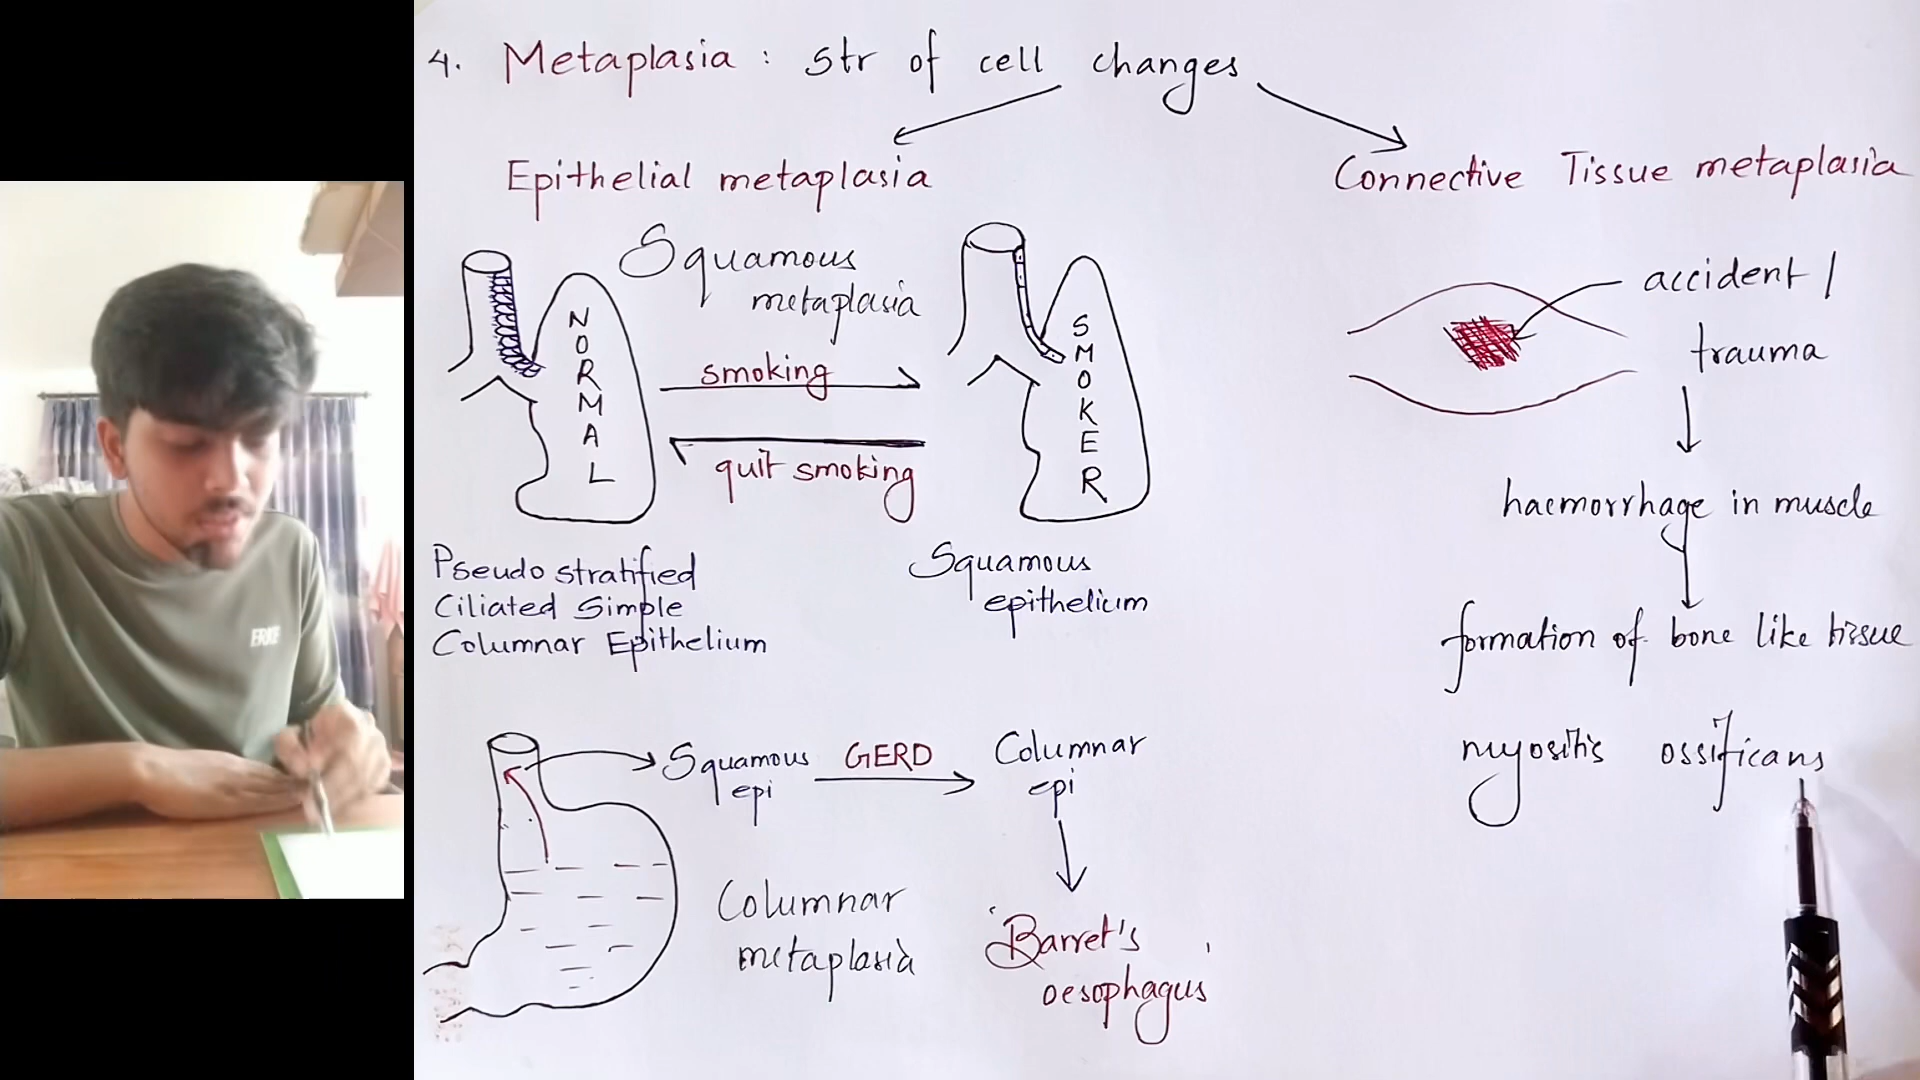 4. Metaplasia : str of cell changes
Epithelial metaplasia
Connective Tissue metaplasia
Squamous
metaplasia
NORMAL
SMOKER
smoking
quit smoking
Pseudo stratified
Ciliated Simple
Columnar Epithelium
Squamous
epithelium
accident /
trauma
haemorrhage in muscle
formation of bone like tissue
myositis ossificans
Squamous
epi
GERD
Columnar
epi
Columnar
metaplasia
Barret's
oesophagus